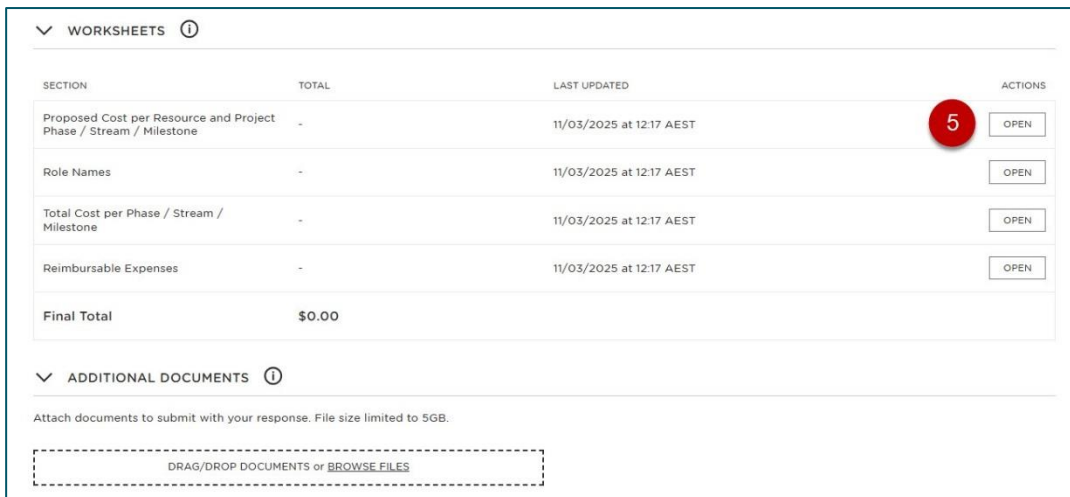 WORKSHEETS
SECTION TOTAL LAST UPDATED ACTIONS
Proposed Cost per Resource and Project - 11/03/2025 at 12:17 AEST 5 OPEN
Phase / Stream / Milestone
Role Names - 11/03/2025 at 12:17 AEST OPEN
Total Cost per Phase / Stream / - 11/03/2025 at 12:17 AEST OPEN
Milestone
Reimbursable Expenses - 11/03/2025 at 12:17 AEST OPEN
Final Total $0.00
ADDITIONAL DOCUMENTS
Attach documents to submit with your response. File size limited to 5GB.
DRAG/DROP DOCUMENTS or BROWSE FILES